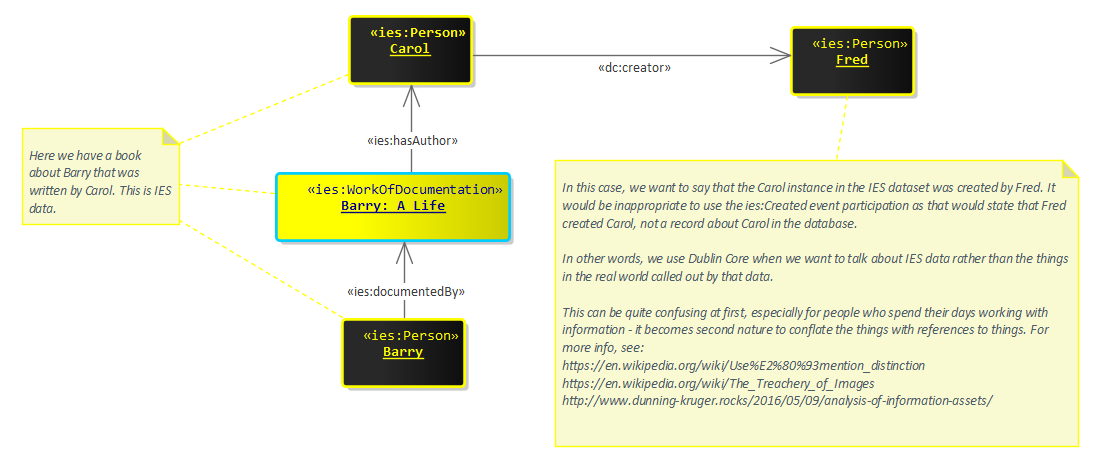 «ies:Person»
Carol
«dc:creator»
«ies:Person»
Fred
«ies:hasAuthor»
Here we have a book
about Barry that was
written by Carol. This is IES
data.
«ies:WorkOfDocumentation»
Barry: A Life
«ies:documentedBy»
«ies:Person»
Barry
In this case, we want to say that the Carol instance in the IES dataset was created by Fred. It
would be inappropriate to use the ies:Created event participation as that would state that Fred
created Carol, not a record about Carol in the database.
In other words, we use Dublin Core when we want to talk about IES data rather than the things
in the real world called out by that data.
This can be quite confusing at first, especially for people who spend their days working with
information - it becomes second nature to conflate the things with references to things. For
more info, see:
https://en.wikipedia.org/wiki/Use%E2%80%93mention_distinction
https://en.wikipedia.org/wiki/The_Treachery_of_Images
http://www.dunning-kruger.rocks/2016/05/09/analysis-of-information-assets/